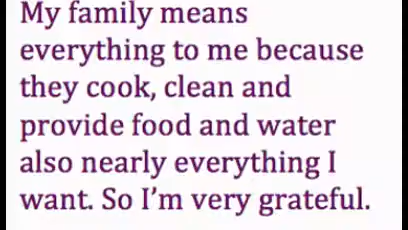 My family means
everything to me because
they cook, clean and
provide food and water
also nearly everything I
want. So I'm very grateful.